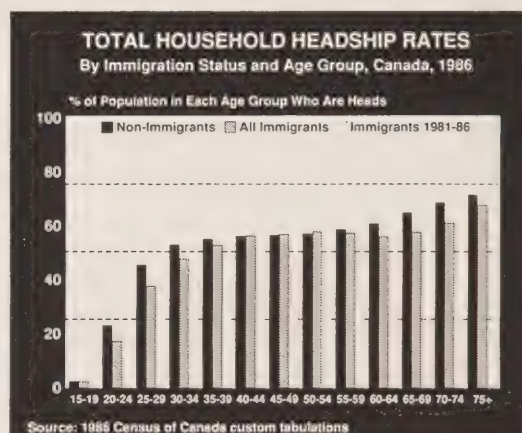 TOTAL HOUSEHOLD HEADSHIP RATES
By Immigration Status and Age Group, Canada, 1986
% of Population in Each Age Group Who Are Heads
100
Non-Immigrants All Immigrants Immigrants 1981-86
80
60
40
20
0
15-19 20-24 25-29 30-34 35-39 40-44 45-49 50-54 55-59 60-64 65-69 70-74 75+
Source: 1986 Census of Canada custom tabulations